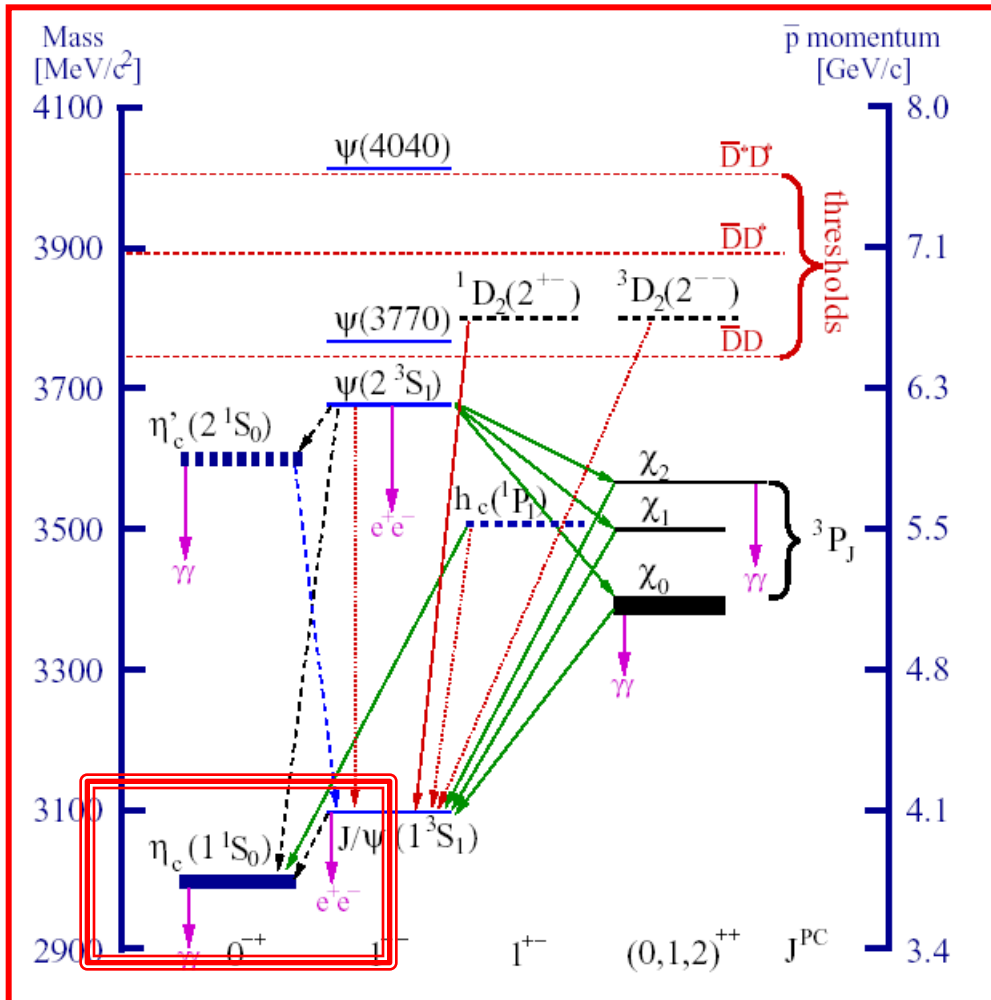 Mass
[MeV/c²]
p̅ momentum
[GeV/c]
4100
8.0
ψ(4040)
D̅*D*
3900
7.1
D̅D*
thresholds
¹D₂(2⁺⁻)
³D₂(2⁻⁻)
ψ(3770)
D̅D
3700
6.3
ψ(2 ³S₁)
η'c(2 ¹S₀)
χ₂
hc(¹P₁)
e⁺e⁻
χ₁
3500
5.5
³PJ
γγ
γγ
χ₀
3300
4.8
γγ
3100
4.1
ηc(1 ¹S₀)
J/ψ (1³S₁)
e⁺e⁻
2900
3.4
γγ
0⁻⁺
1⁻⁻
1⁺⁻
(0,1,2)⁺⁺
Jᴾᶜ